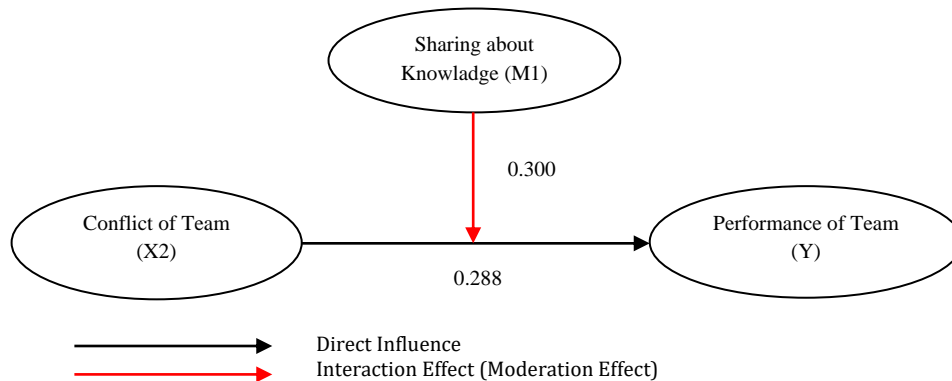 Sharing about
Knowladge (M1)
0.300
Conflict of Team
(X2)
Performance of Team
(Y)
0.288
Direct Influence
Interaction Effect (Moderation Effect)